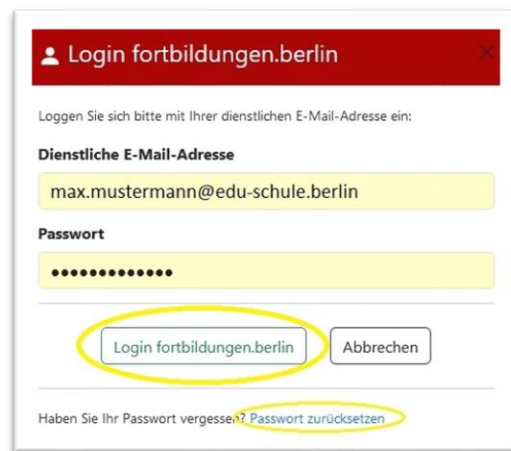 Login fortbildungen.berlin
Loggen Sie sich bitte mit Ihrer dienstlichen E-Mail-Adresse ein:
Dienstliche E-Mail-Adresse
max.mustermann@edu-schule.berlin
Passwort
•••••••••••••
Login fortbildungen.berlin Abbrechen
Haben Sie Ihr Passwort vergessen? Passwort zurücksetzen